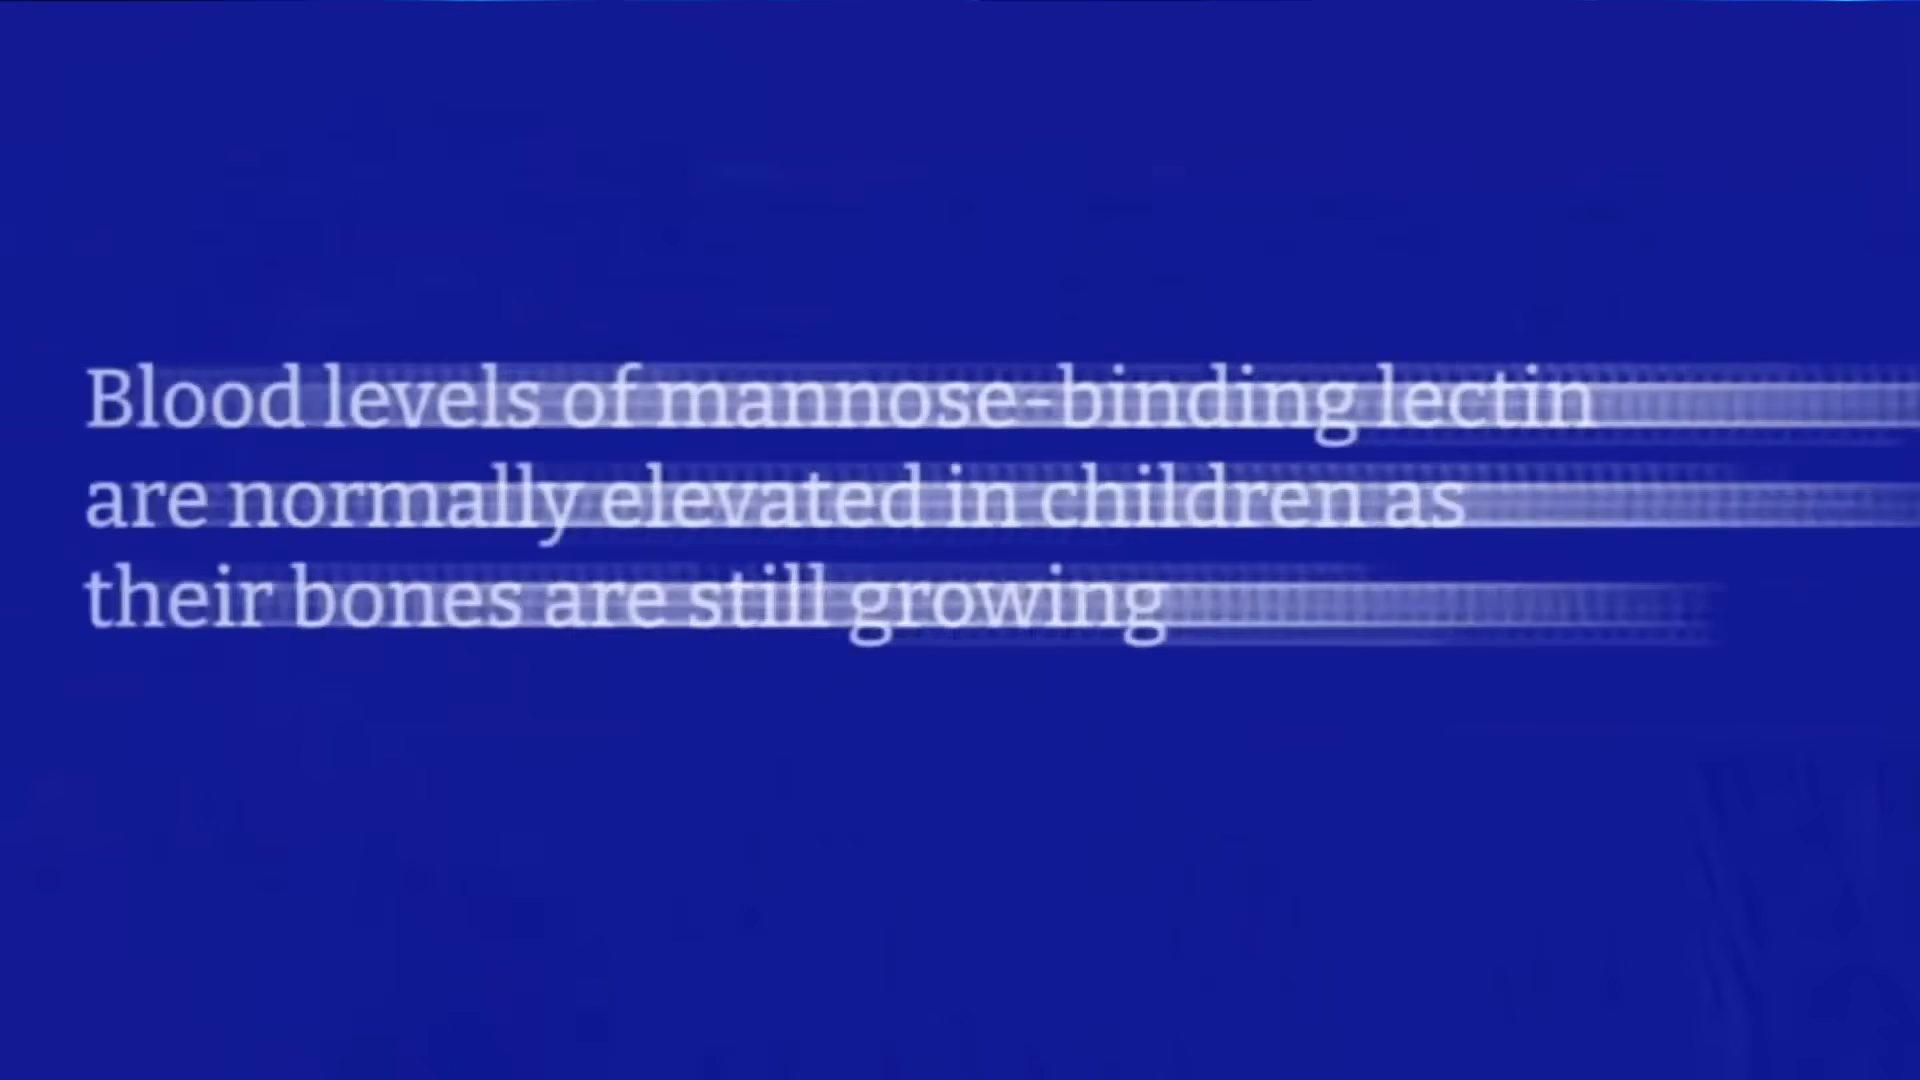 Blood levels of mannose-binding lectin
are normally elevated in children as
their bones are still growing